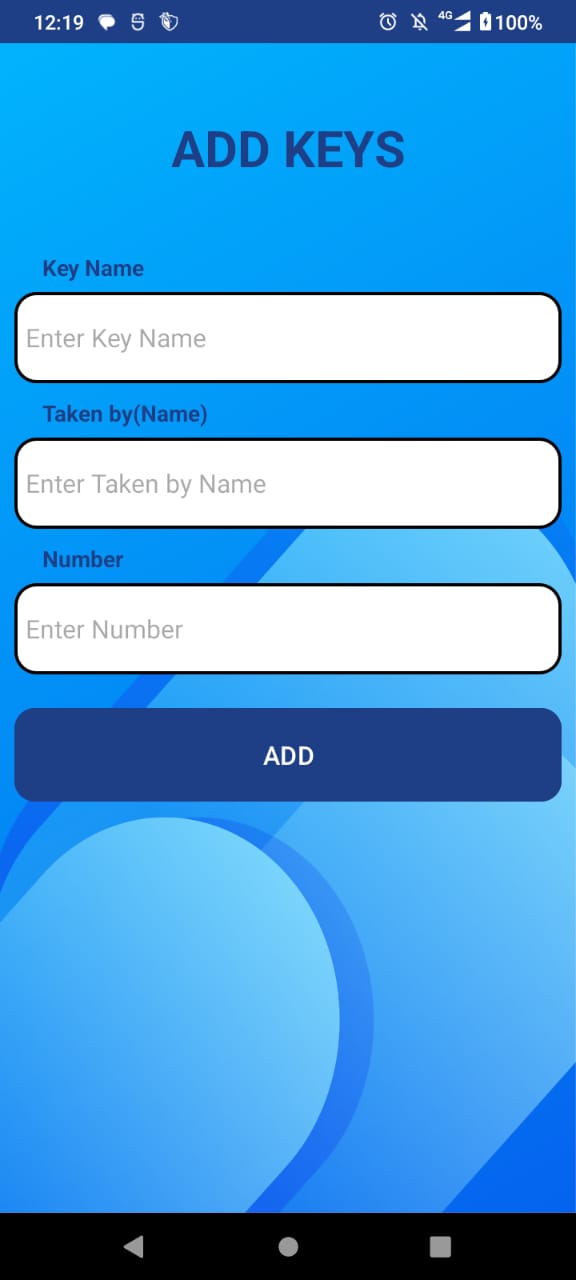 12:19 4G 100%
ADD KEYS
Key Name
Enter Key Name
Taken by(Name)
Enter Taken by Name
Number
Enter Number
ADD